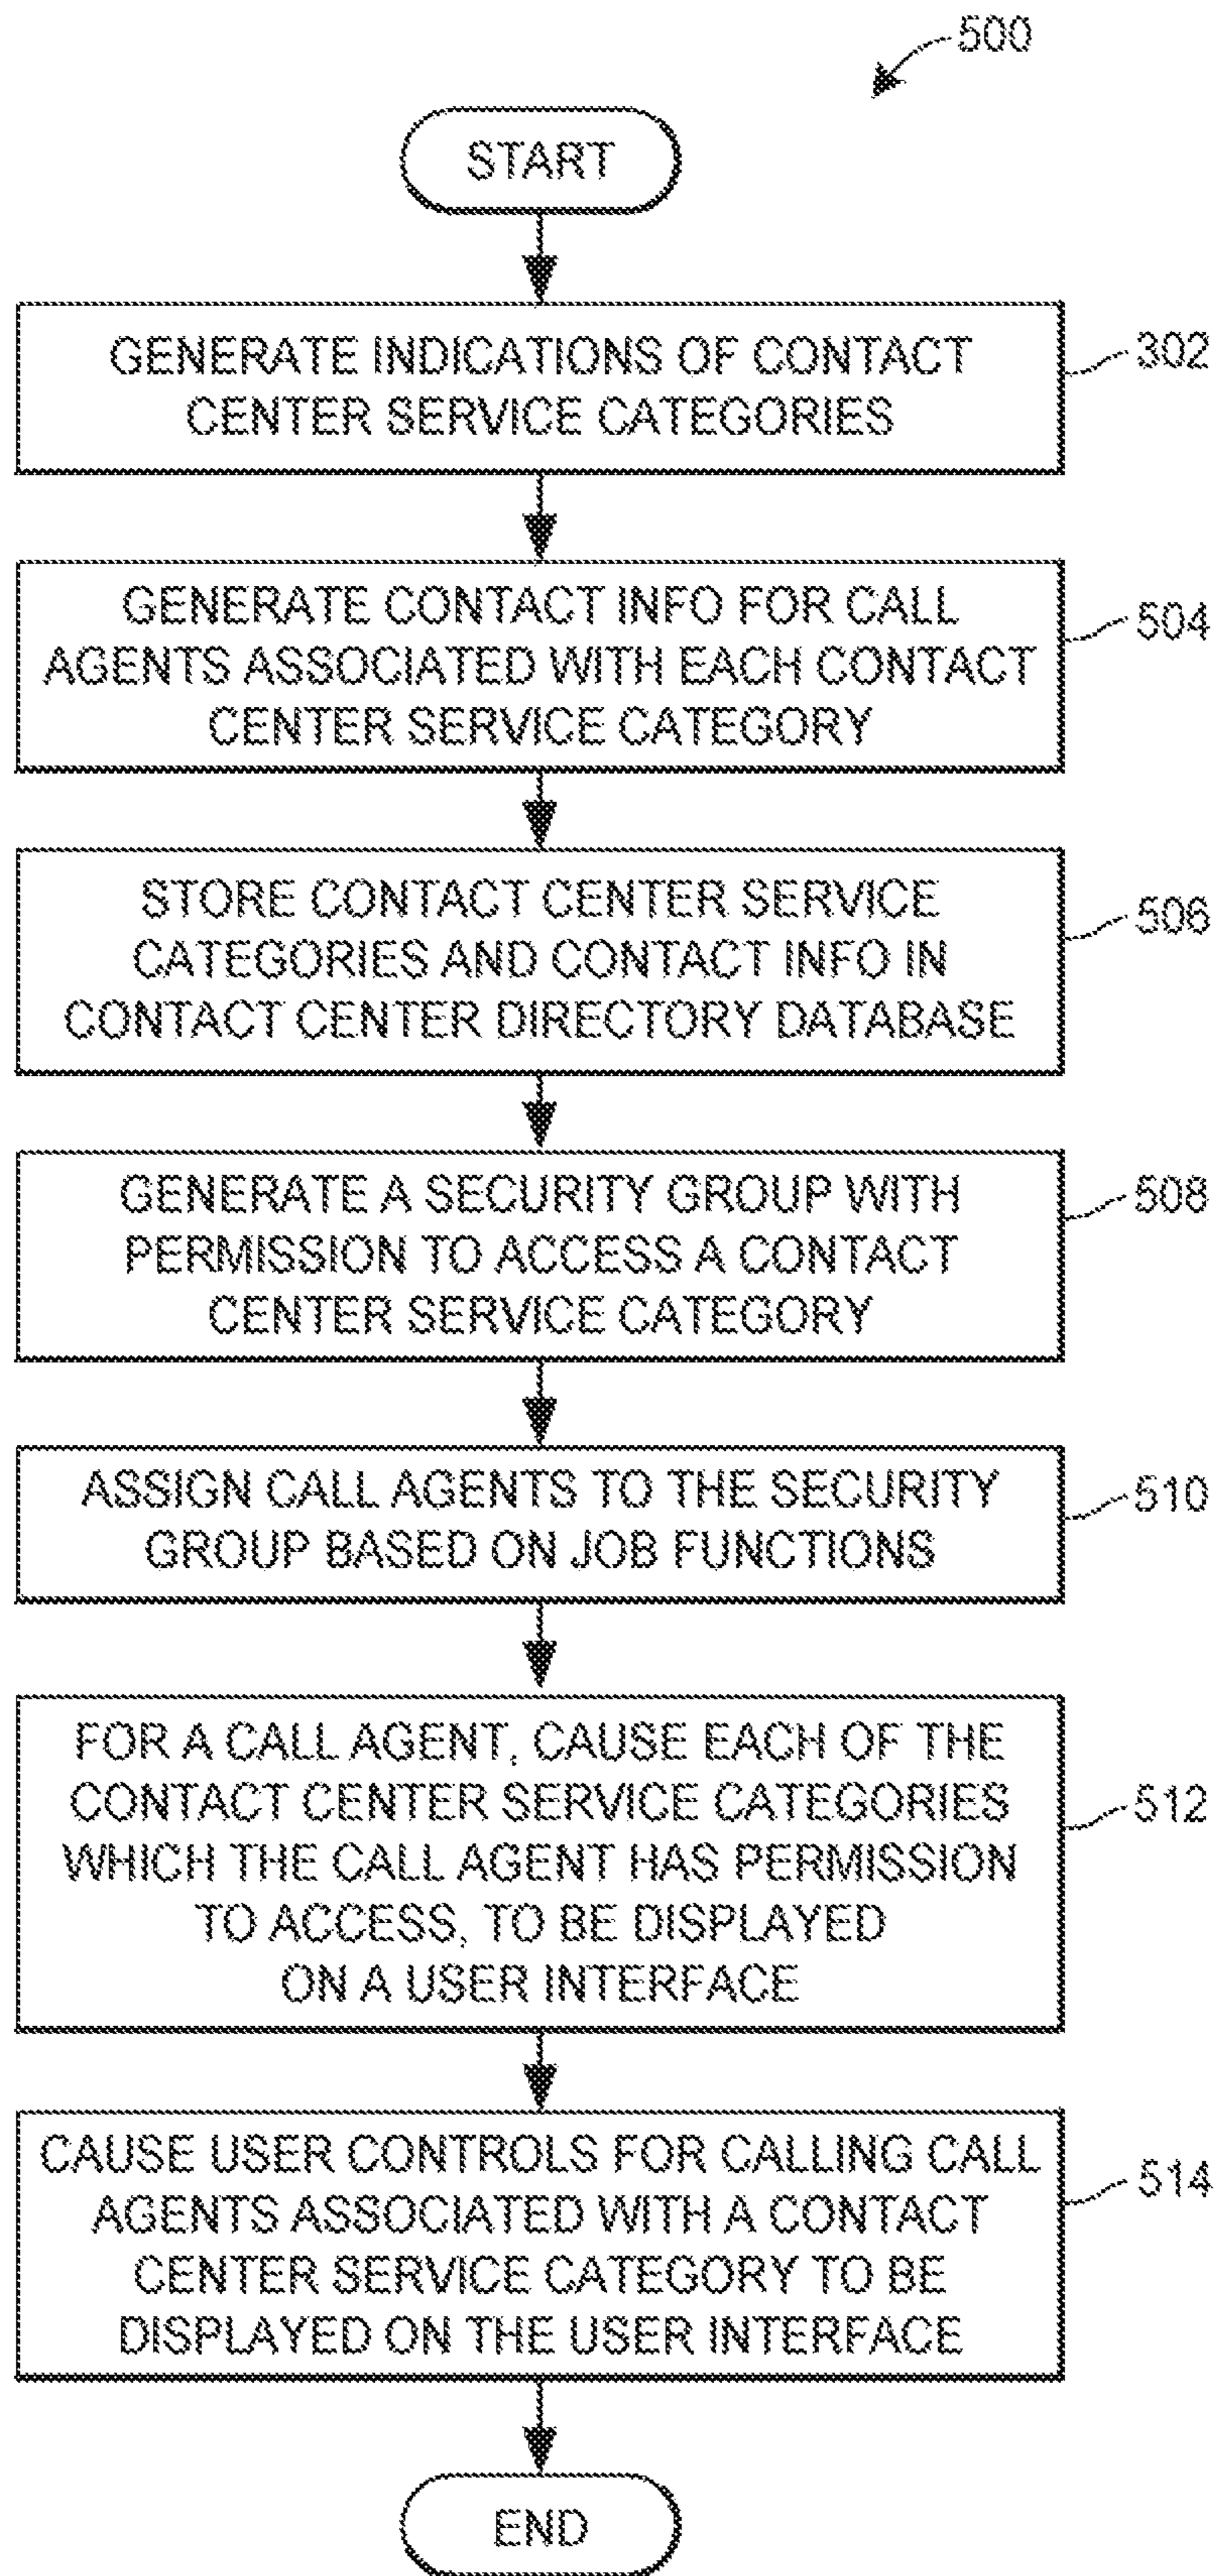 500
START
GENERATE INDICATIONS OF CONTACT
CENTER SERVICE CATEGORIES
302
GENERATE CONTACT INFO FOR CALL
AGENTS ASSOCIATED WITH EACH CONTACT
CENTER SERVICE CATEGORY
504
STORE CONTACT CENTER SERVICE
CATEGORIES AND CONTACT INFO IN
CONTACT CENTER DIRECTORY DATABASE
506
GENERATE A SECURITY GROUP WITH
PERMISSION TO ACCESS A CONTACT
CENTER SERVICE CATEGORY
508
ASSIGN CALL AGENTS TO THE SECURITY
GROUP BASED ON JOB FUNCTIONS
510
FOR A CALL AGENT, CAUSE EACH OF THE
CONTACT CENTER SERVICE CATEGORIES
WHICH THE CALL AGENT HAS PERMISSION
TO ACCESS, TO BE DISPLAYED
ON A USER INTERFACE
512
CAUSE USER CONTROLS FOR CALLING CALL
AGENTS ASSOCIATED WITH A CONTACT
CENTER SERVICE CATEGORY TO BE
DISPLAYED ON THE USER INTERFACE
514
END